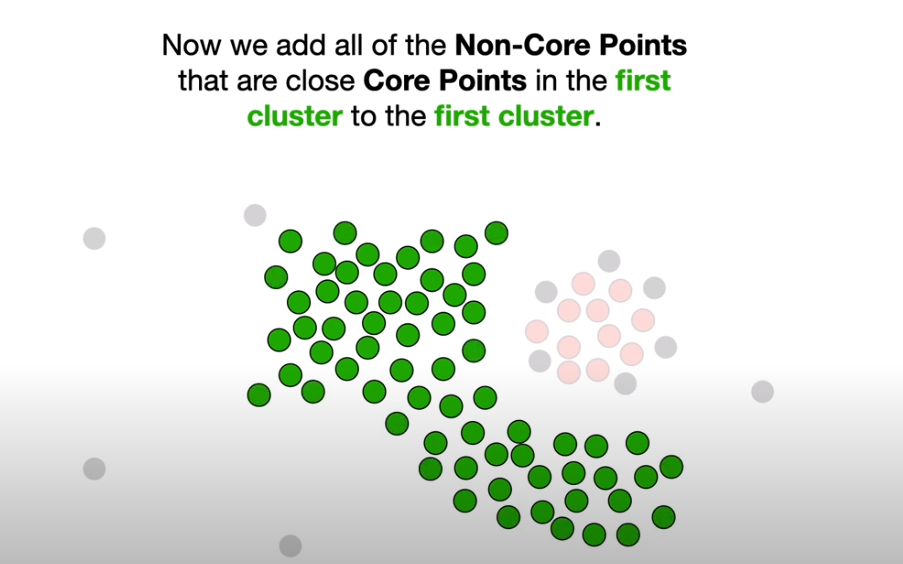 Now we add all of the Non-Core Points
that are close Core Points in the first
cluster to the first cluster.